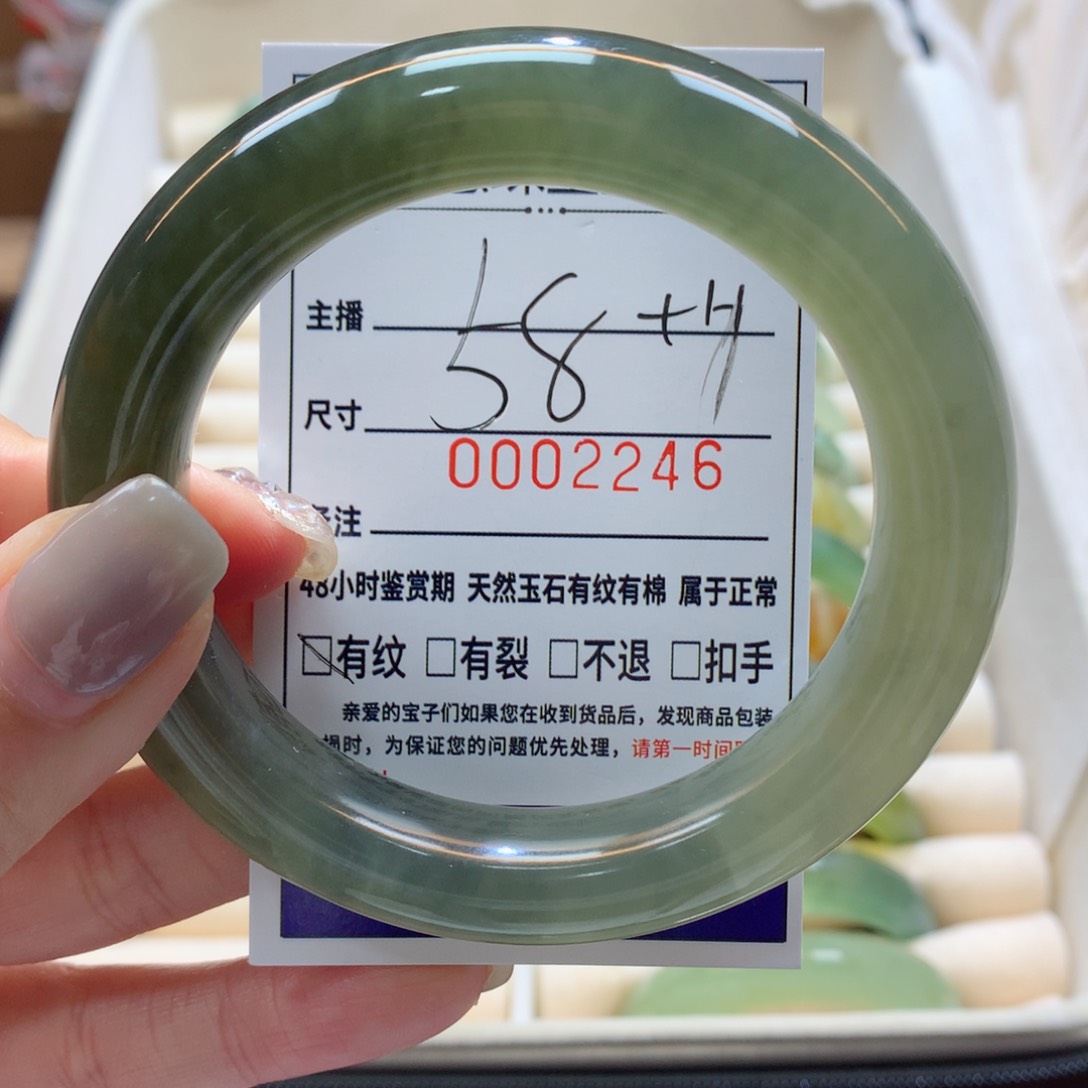 主播
58
尺寸
0002246
注
48小时鉴赏期 天然玉石有纹有棉 属于正常
□有纹 □有裂 □不退 □扣手
亲爱的宝子们如果您在收到货品后，发现商品包装
损时，为保证您的问题优先处理，请第一时间